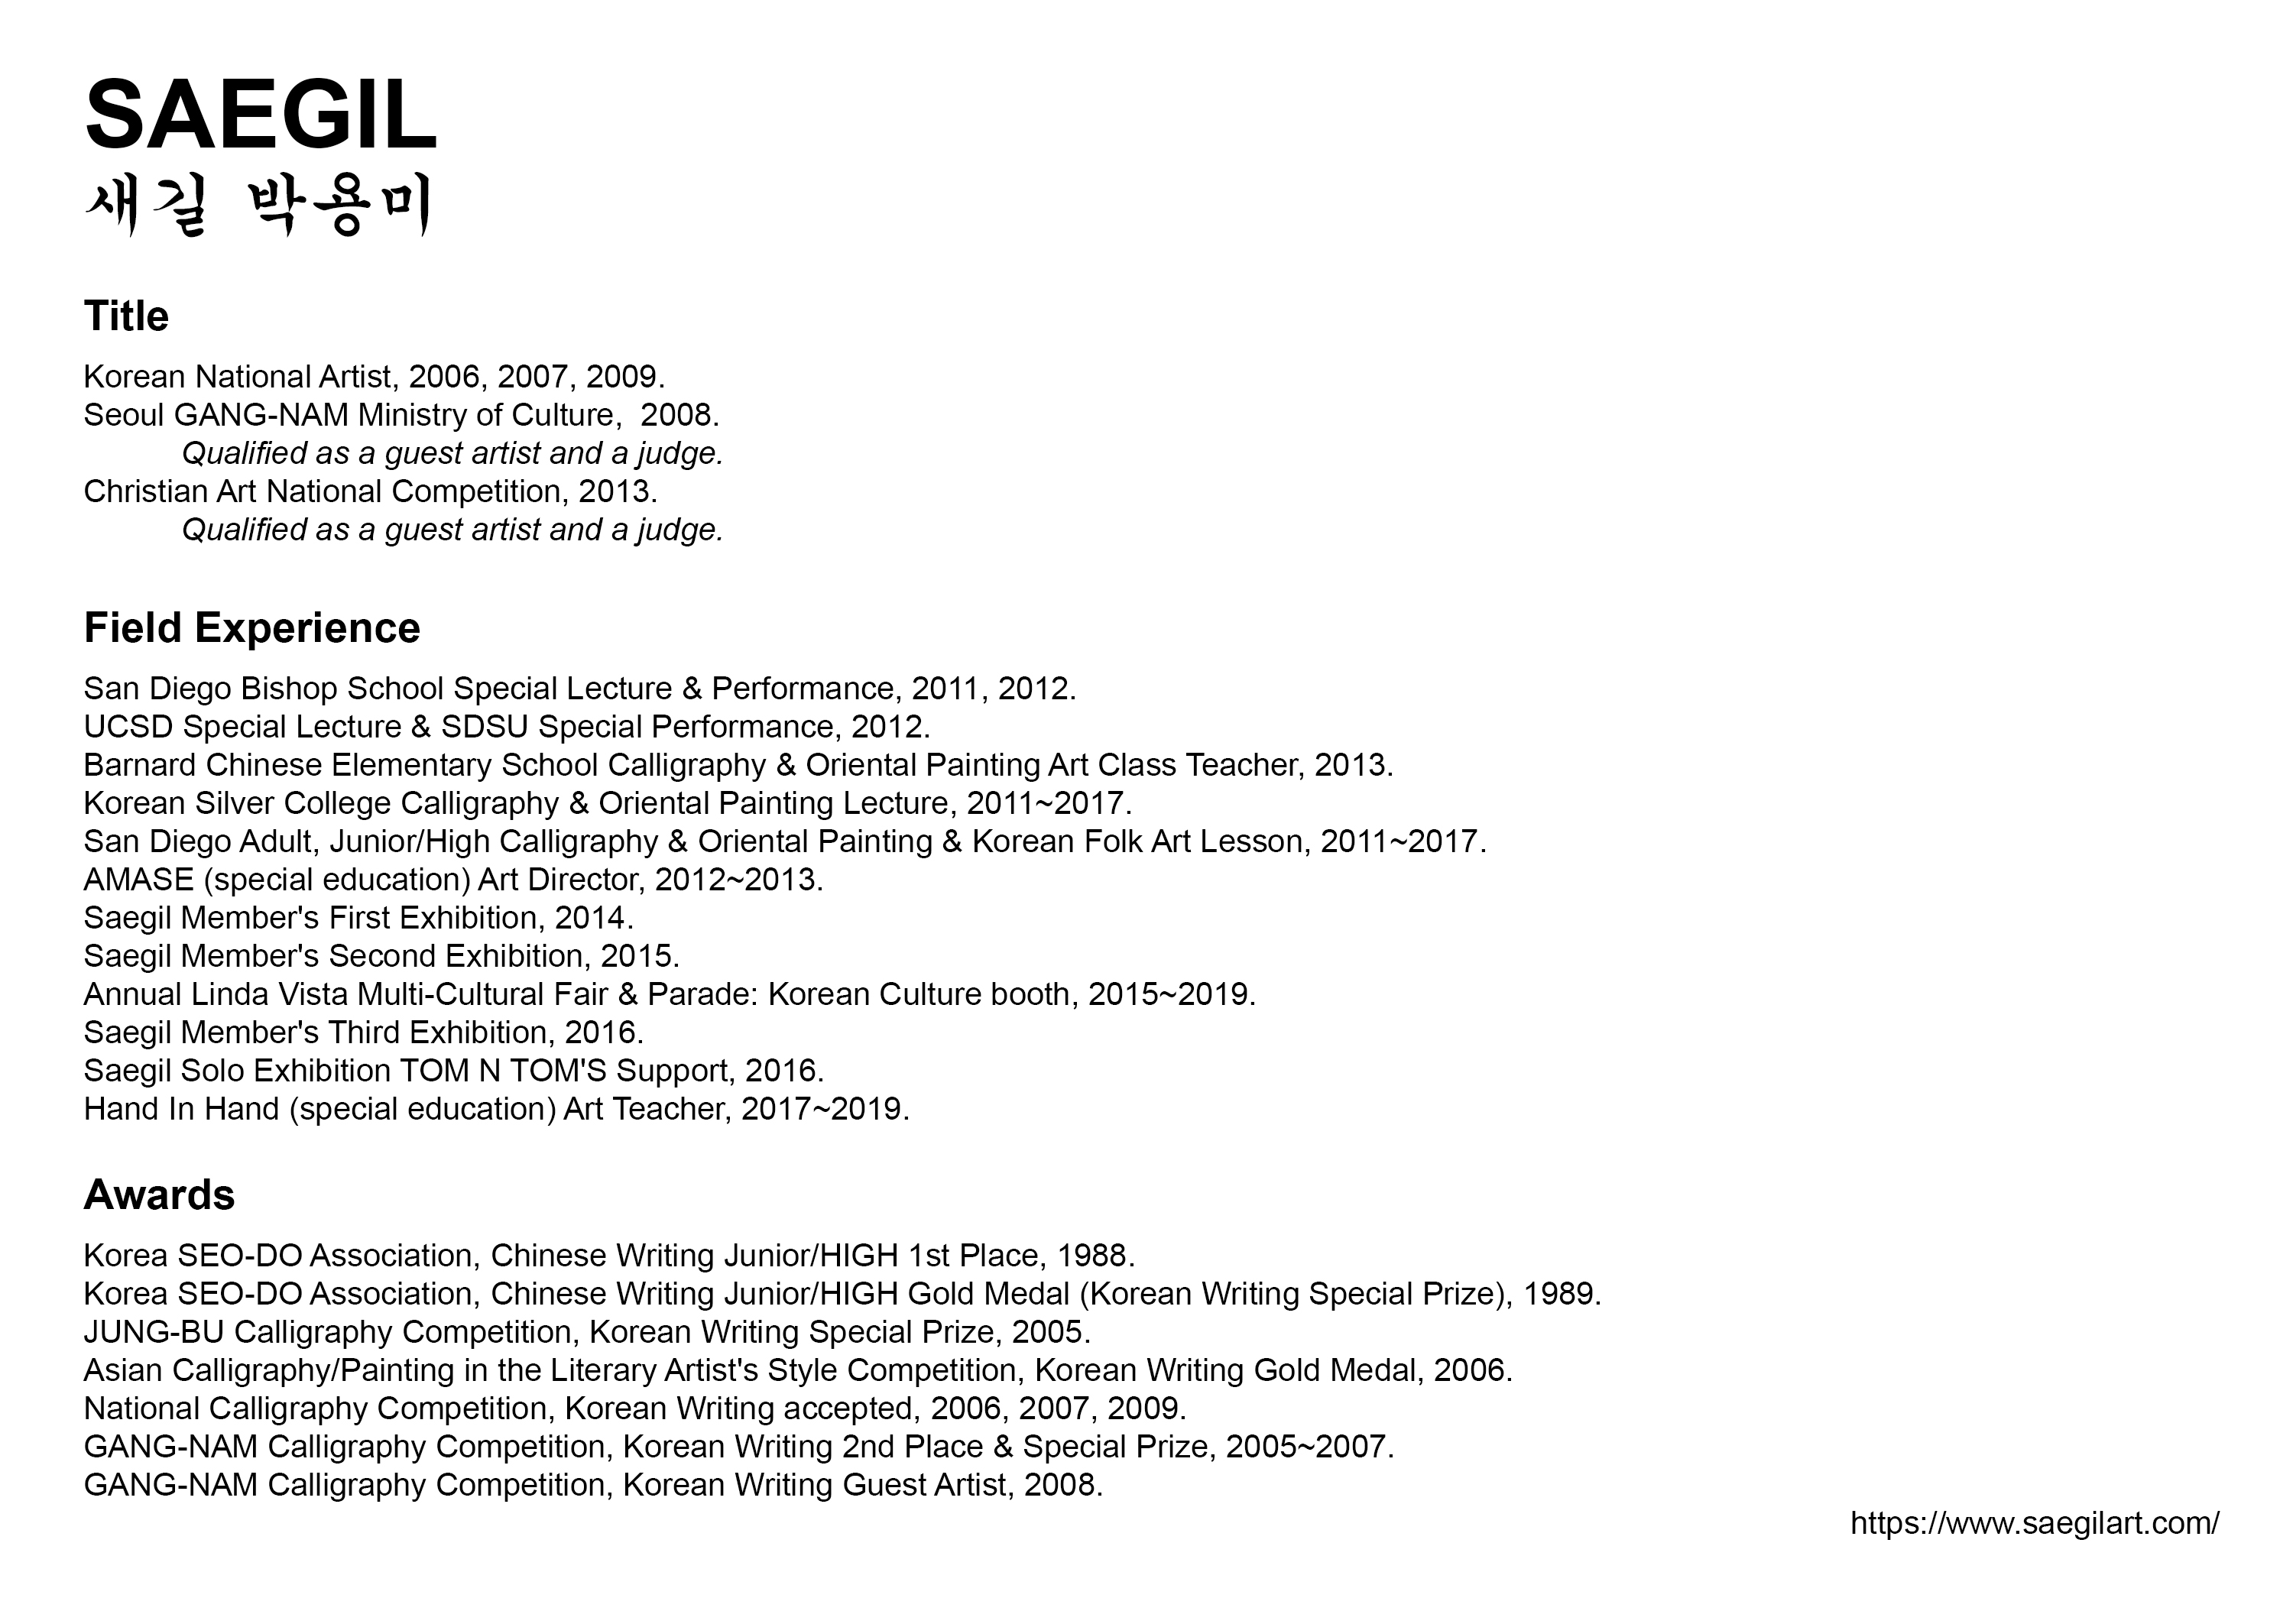 SAEGIL
새길 박용미
Title
Korean National Artist, 2006, 2007, 2009.
Seoul GANG-NAM Ministry of Culture,  2008.
Qualified as a guest artist and a judge.
Christian Art National Competition, 2013.
Qualified as a guest artist and a judge.
Field Experience
San Diego Bishop School Special Lecture & Performance, 2011, 2012.
UCSD Special Lecture & SDSU Special Performance, 2012.
Barnard Chinese Elementary School Calligraphy & Oriental Painting Art Class Teacher, 2013.
Korean Silver College Calligraphy & Oriental Painting Lecture, 2011~2017.
San Diego Adult, Junior/High Calligraphy & Oriental Painting & Korean Folk Art Lesson, 2011~2017.
AMASE (special education) Art Director, 2012~2013.
Saegil Member's First Exhibition, 2014.
Saegil Member's Second Exhibition, 2015.
Annual Linda Vista Multi-Cultural Fair & Parade: Korean Culture booth, 2015~2019.
Saegil Member's Third Exhibition, 2016.
Saegil Solo Exhibition TOM N TOM'S Support, 2016.
Hand In Hand (special education) Art Teacher, 2017~2019.
Awards
Korea SEO-DO Association, Chinese Writing Junior/HIGH 1st Place, 1988.
Korea SEO-DO Association, Chinese Writing Junior/HIGH Gold Medal (Korean Writing Special Prize), 1989.
JUNG-BU Calligraphy Competition, Korean Writing Special Prize, 2005.
Asian Calligraphy/Painting in the Literary Artist's Style Competition, Korean Writing Gold Medal, 2006.
National Calligraphy Competition, Korean Writing accepted, 2006, 2007, 2009.
GANG-NAM Calligraphy Competition, Korean Writing 2nd Place & Special Prize, 2005~2007.
GANG-NAM Calligraphy Competition, Korean Writing Guest Artist, 2008.
https://www.saegilart.com/